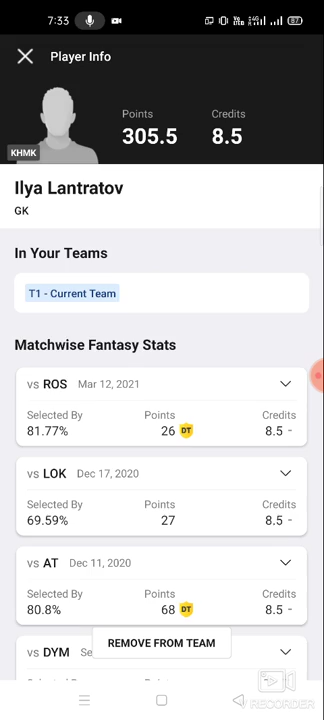 7:33
87
Player Info
Points
Credits
305.5
8.5
KHMK
Ilya Lantratov
GK
In Your Teams
T1 - Current Team
Matchwise Fantasy Stats
vs ROS Mar 12, 2021
Selected By Points Credits
81.77% 26 DT 8.5 -
vs LOK Dec 17, 2020
Selected By Points Credits
69.59% 27 8.5 -
vs AT Dec 11, 2020
Selected By Points Credits
80.8% 68 DT 8.5 -
vs DYM
REMOVE FROM TEAM
RECORDER